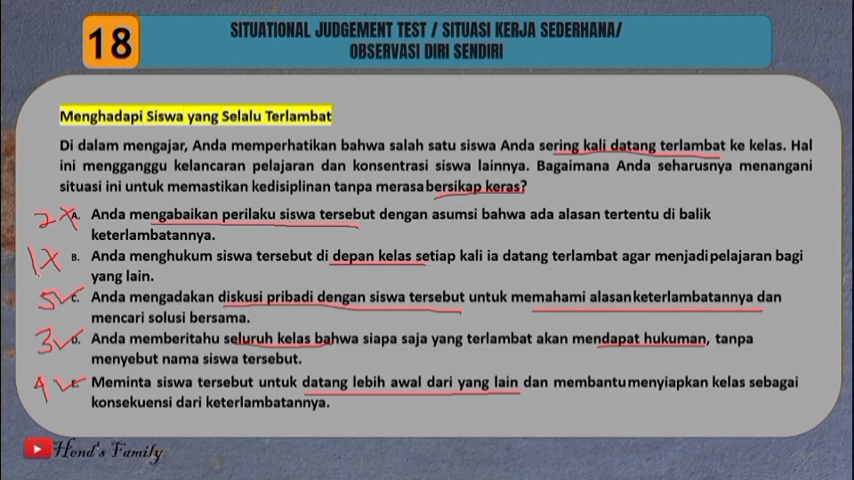 18
SITUATIONAL JUDGEMENT TEST / SITUASI KERJA SEDERHANA/
OBSERVASI DIRI SENDIRI
Menghadapi Siswa yang Selalu Terlambat
Di dalam mengajar, Anda memperhatikan bahwa salah satu siswa Anda sering kali datang terlambat ke kelas. Hal
ini mengganggu kelancaran pelajaran dan konsentrasi siswa lainnya. Bagaimana Anda seharusnya menangani
situasi ini untuk memastikan kedisiplinan tanpa merasa bersikap keras?
2 X A. Anda mengabaikan perilaku siswa tersebut dengan asumsi bahwa ada alasan tertentu di balik
keterlambatannya.
1 X B. Anda menghukum siswa tersebut di depan kelas setiap kali ia datang terlambat agar menjadi pelajaran bagi
yang lain.
5 ✓ C. Anda mengadakan diskusi pribadi dengan siswa tersebut untuk memahami alasan keterlambatannya dan
mencari solusi bersama.
3 ✓ D. Anda memberitahu seluruh kelas bahwa siapa saja yang terlambat akan mendapat hukuman, tanpa
menyebut nama siswa tersebut.
4 ✓ E. Meminta siswa tersebut untuk datang lebih awal dari yang lain dan membantu menyiapkan kelas sebagai
konsekuensi dari keterlambatannya.
Hend's Family